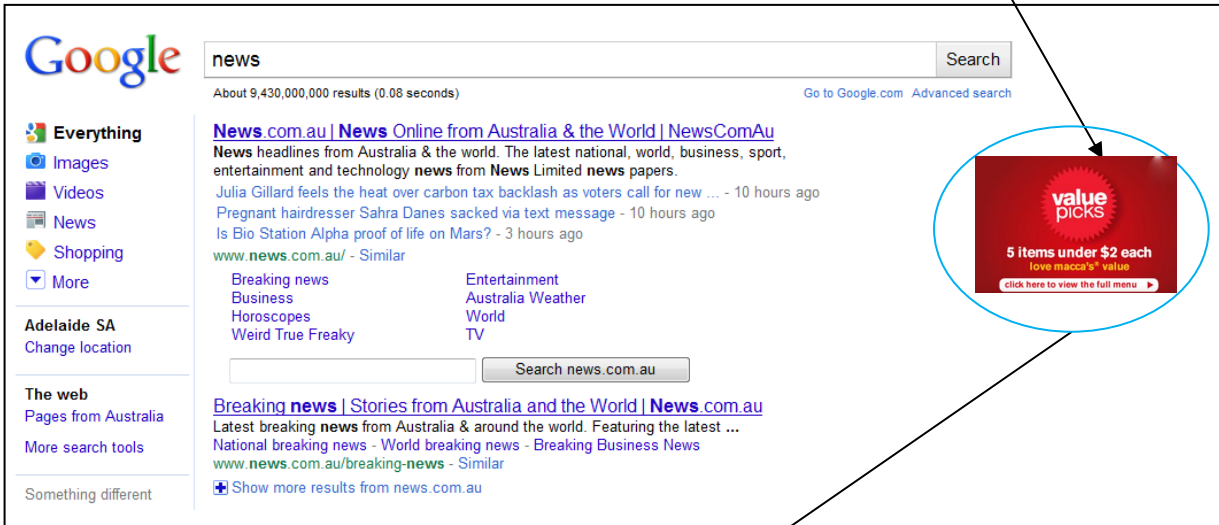 Google
news
Search
About 9,430,000,000 results (0.08 seconds)
Go to Google.com Advanced search
Everything
Images
Videos
News
Shopping
More
Adelaide SA
Change location
The web
Pages from Australia
More search tools
Something different
News.com.au | News Online from Australia & the World | NewsComAu
News headlines from Australia & the world. The latest national, world, business, sport,
entertainment and technology news from News Limited news papers.
Julia Gillard feels the heat over carbon tax backlash as voters call for new ... - 10 hours ago
Pregnant hairdresser Sahra Danes sacked via text message - 10 hours ago
Is Bio Station Alpha proof of life on Mars? - 3 hours ago
www.news.com.au/ - Similar
Breaking news
Business
Horoscopes
Weird True Freaky
Entertainment
Australia Weather
World
TV
Search news.com.au
Breaking news | Stories from Australia and the World | News.com.au
Latest breaking news from Australia & around the world. Featuring the latest ...
National breaking news - World breaking news - Breaking Business News
www.news.com.au/breaking-news - Similar
Show more results from news.com.au
value
picks
5 items under $2 each
love macca's® value
click here to view the full menu